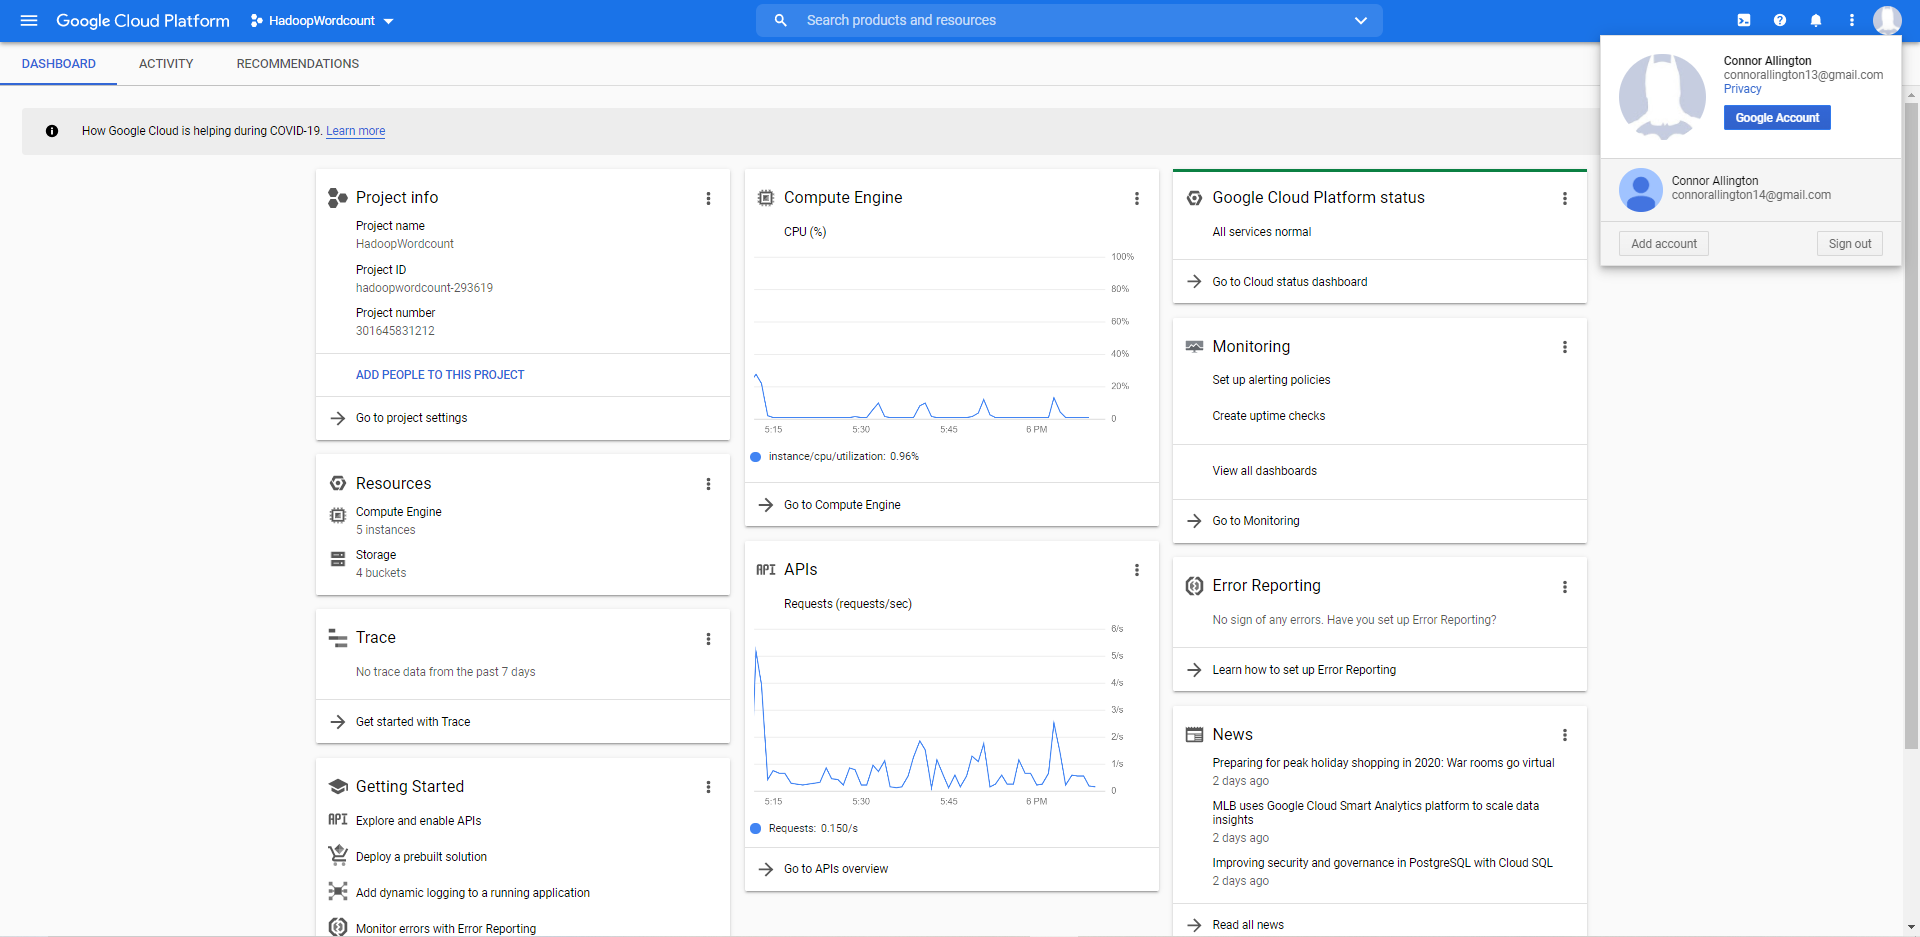 Google Cloud Platform
HadoopWordcount
Search products and resources
DASHBOARD
ACTIVITY
RECOMMENDATIONS
Connor Allington
connorallington13@gmail.com
Privacy
Google Account
Connor Allington
connorallington14@gmail.com
Add account
Sign out
How Google Cloud is helping during COVID-19. Learn more
Project info
Project name
HadoopWordcount
Project ID
hadoopwordcount-293619
Project number
301645831212
ADD PEOPLE TO THIS PROJECT
Go to project settings
Resources
Compute Engine
5 instances
Storage
4 buckets
Trace
No trace data from the past 7 days
Get started with Trace
Getting Started
API Explore and enable APIs
Deploy a prebuilt solution
Add dynamic logging to a running application
Monitor errors with Error Reporting
Compute Engine
CPU (%)
100%
80%
60%
40%
20%
0
5:15 5:30 5:45 6 PM
instance/cpu/utilization: 0.96%
Go to Compute Engine
API APIs
Requests (requests/sec)
6/s
5/s
4/s
3/s
2/s
1/s
0
5:15 5:30 5:45 6 PM
Requests: 0.150/s
Go to APIs overview
Google Cloud Platform status
All services normal
Go to Cloud status dashboard
Monitoring
Set up alerting policies
Create uptime checks
View all dashboards
Go to Monitoring
Error Reporting
No sign of any errors. Have you set up Error Reporting?
Learn how to set up Error Reporting
News
Preparing for peak holiday shopping in 2020: War rooms go virtual
2 days ago
MLB uses Google Cloud Smart Analytics platform to scale data
insights
2 days ago
Improving security and governance in PostgreSQL with Cloud SQL
2 days ago
Read all news